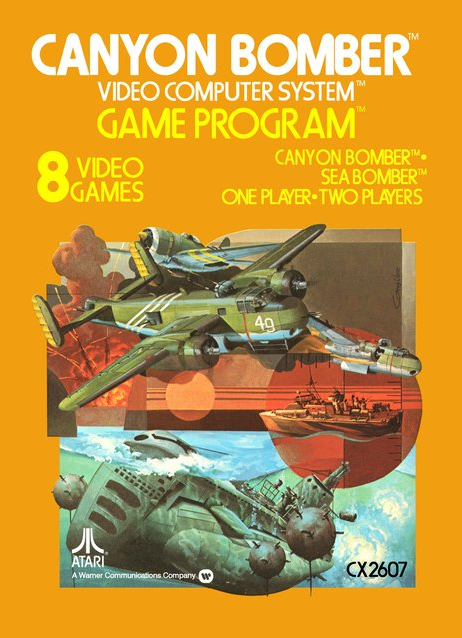 CANYON BOMBER™
VIDEO COMPUTER SYSTEM™
GAME PROGRAM™
8 VIDEO GAMES
CANYON BOMBER™•
SEA BOMBER™
ONE PLAYER•TWO PLAYERS
49
ATARI
A Warner Communications Company
CX2607